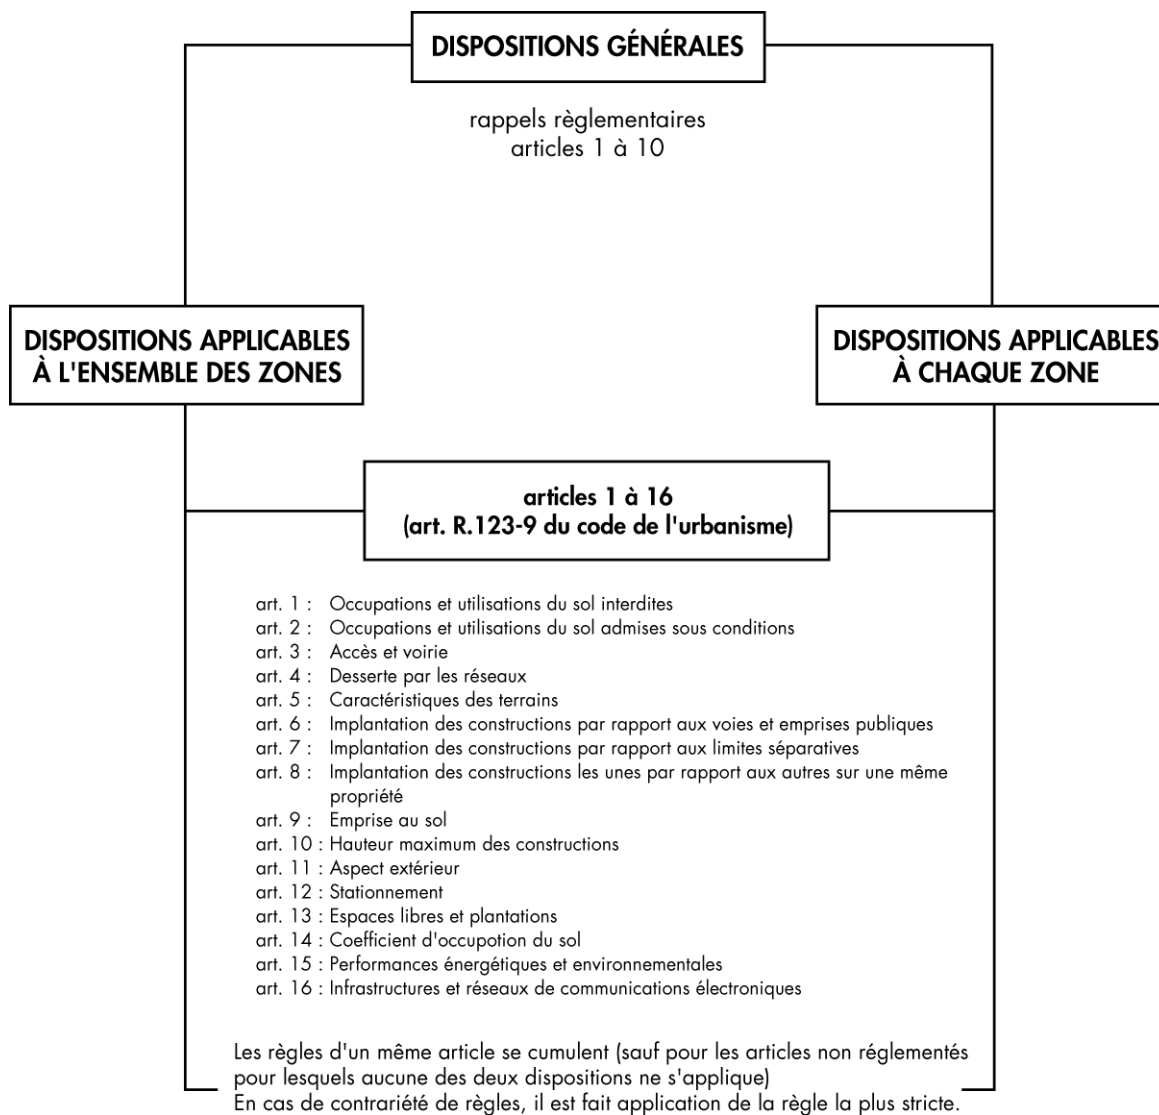 DISPOSITIONS GÉNÉRALES
rappels règlementaires
articles 1 à 10
DISPOSITIONS APPLICABLES
À L'ENSEMBLE DES ZONES
DISPOSITIONS APPLICABLES
À CHAQUE ZONE
articles 1 à 16
(art. R.123-9 du code de l'urbanisme)
art. 1 : Occupations et utilisations du sol interdites
art. 2 : Occupations et utilisations du sol admises sous conditions
art. 3 : Accès et voirie
art. 4 : Desserte par les réseaux
art. 5 : Caractéristiques des terrains
art. 6 : Implantation des constructions par rapport aux voies et emprises publiques
art. 7 : Implantation des constructions par rapport aux limites séparatives
art. 8 : Implantation des constructions les unes par rapport aux autres sur une même
propriété
art. 9 : Emprise au sol
art. 10 : Hauteur maximum des constructions
art. 11 : Aspect extérieur
art. 12 : Stationnement
art. 13 : Espaces libres et plantations
art. 14 : Coefficient d'occupotion du sol
art. 15 : Performances énergétiques et environnementales
art. 16 : Infrastructures et réseaux de communications électroniques
Les règles d'un même article se cumulent (sauf pour les articles non réglementés
pour lesquels aucune des deux dispositions ne s'applique)
En cas de contrariété de règles, il est fait application de la règle la plus stricte.